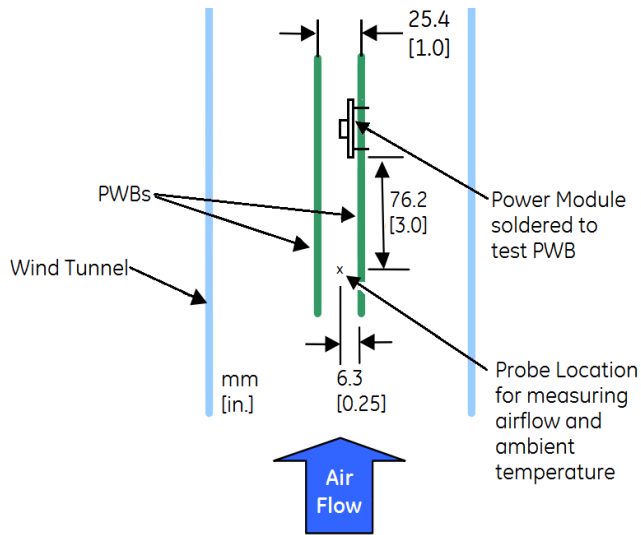 25.4
[1.0]
PWBs
76.2
[3.0]
Power Module
soldered to
test PWB
Wind Tunnel
x
mm
[in.]
6.3
[0.25]
Probe Location
for measuring
airflow and
ambient
temperature
Air
Flow